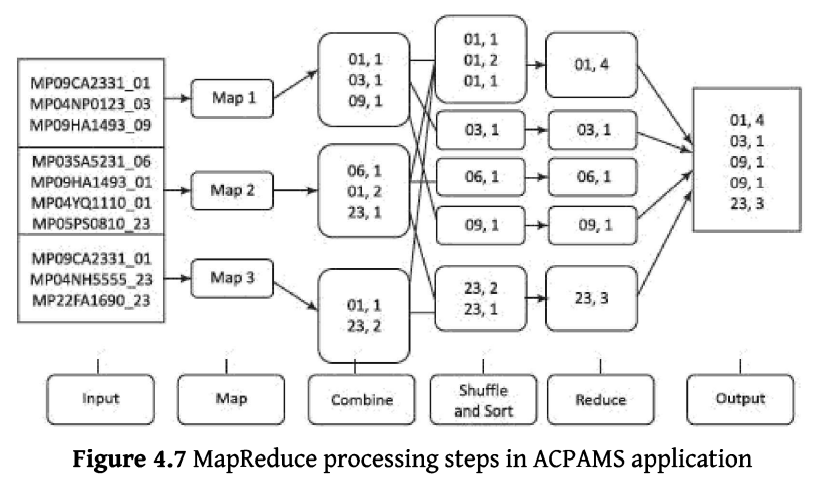 MP09CA2331_01
MP04NP0123_03
MP09HA1493_09
MP03SA5231_06
MP09HA1493_01
MP04YQ1110_01
MP05PS0810_23
MP09CA2331_01
MP04NH5555_23
MP22FA1690_23
Map 1
Map 2
Map 3
01, 1
03, 1
09, 1
06, 1
01, 2
23, 1
01, 1
23, 2
01, 1
01, 2
01, 1
03, 1
06, 1
09, 1
23, 2
23, 1
01, 4
03, 1
06, 1
09, 1
23, 3
01, 4
03, 1
09, 1
09, 1
23, 3
Input
Map
Combine
Shuffle
and Sort
Reduce
Output
Figure 4.7 MapReduce processing steps in ACPAMS application